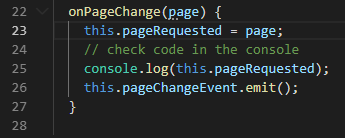 22 onPageChange(page) {
23 this.pageRequested = page;
24 // check code in the console
25 console.log(this.pageRequested);
26 this.pageChangeEvent.emit();
27 }
28